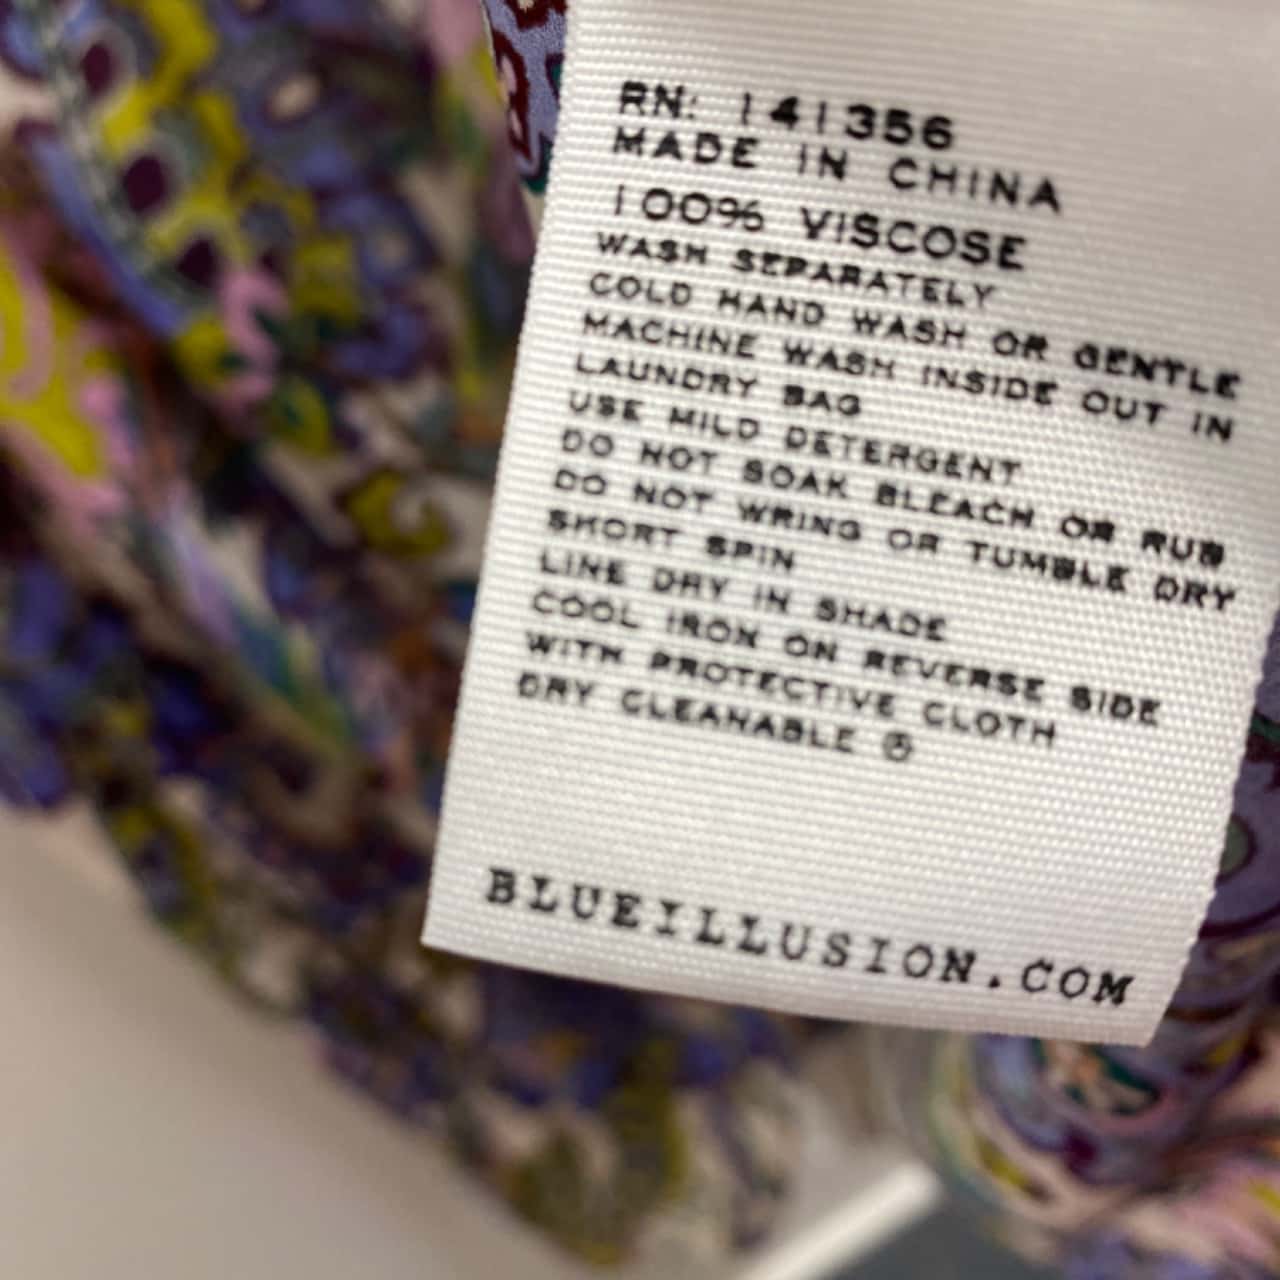 RN: 141356
MADE IN CHINA
100% VISCOSE
WASH SEPARATELY
COLD HAND WASH OR GENTLE
MACHINE WASH INSIDE OUT IN
LAUNDRY BAG
USE MILD DETERGENT
DO NOT SOAK BLEACH OR RUB
DO NOT WRING OR TUMBLE DRY
SHORT SPIN
LINE DRY IN SHADE
COOL IRON ON REVERSE SIDE
WITH PROTECTIVE CLOTH
DRY CLEANABLE Ⓟ
BLUEILLUSION.COM